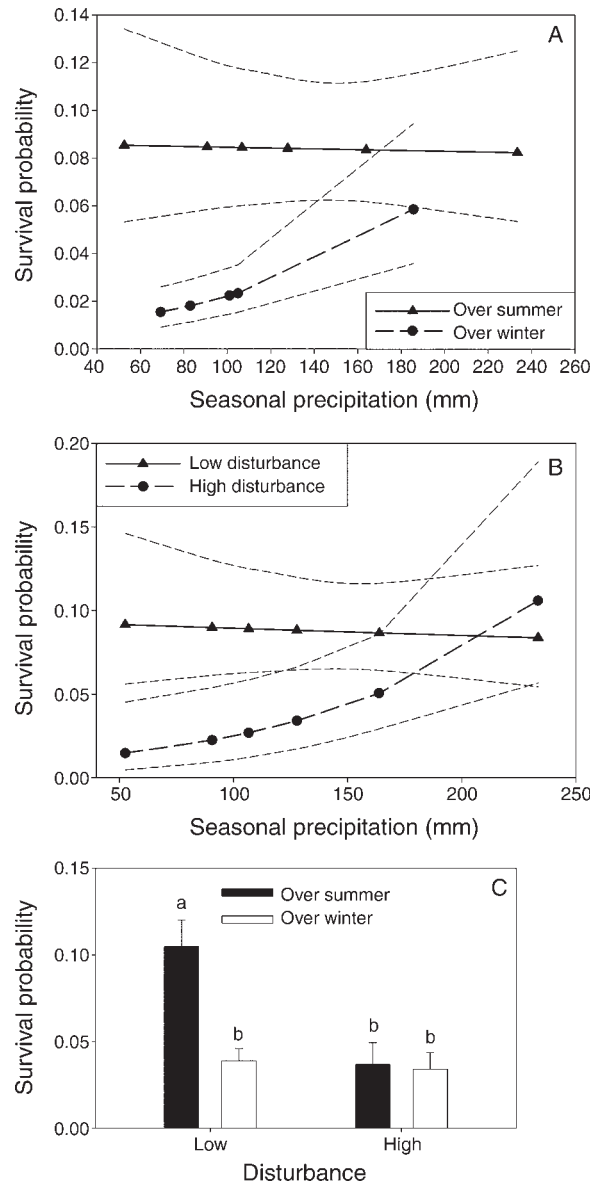 A
0.14
0.12
0.10
0.08
0.06
0.04
0.02
0.00
Survival probability
Over summer
Over winter
40 60 80 100 120 140 160 180 200 220 240 260
Seasonal precipitation (mm)
B
0.20
0.15
0.10
0.05
0.00
Survival probability
Low disturbance
High disturbance
50 100 150 200 250
Seasonal precipitation (mm)
C
0.15
0.10
0.05
0.00
Survival probability
Over summer
Over winter
a
b
b
b
Low High
Disturbance